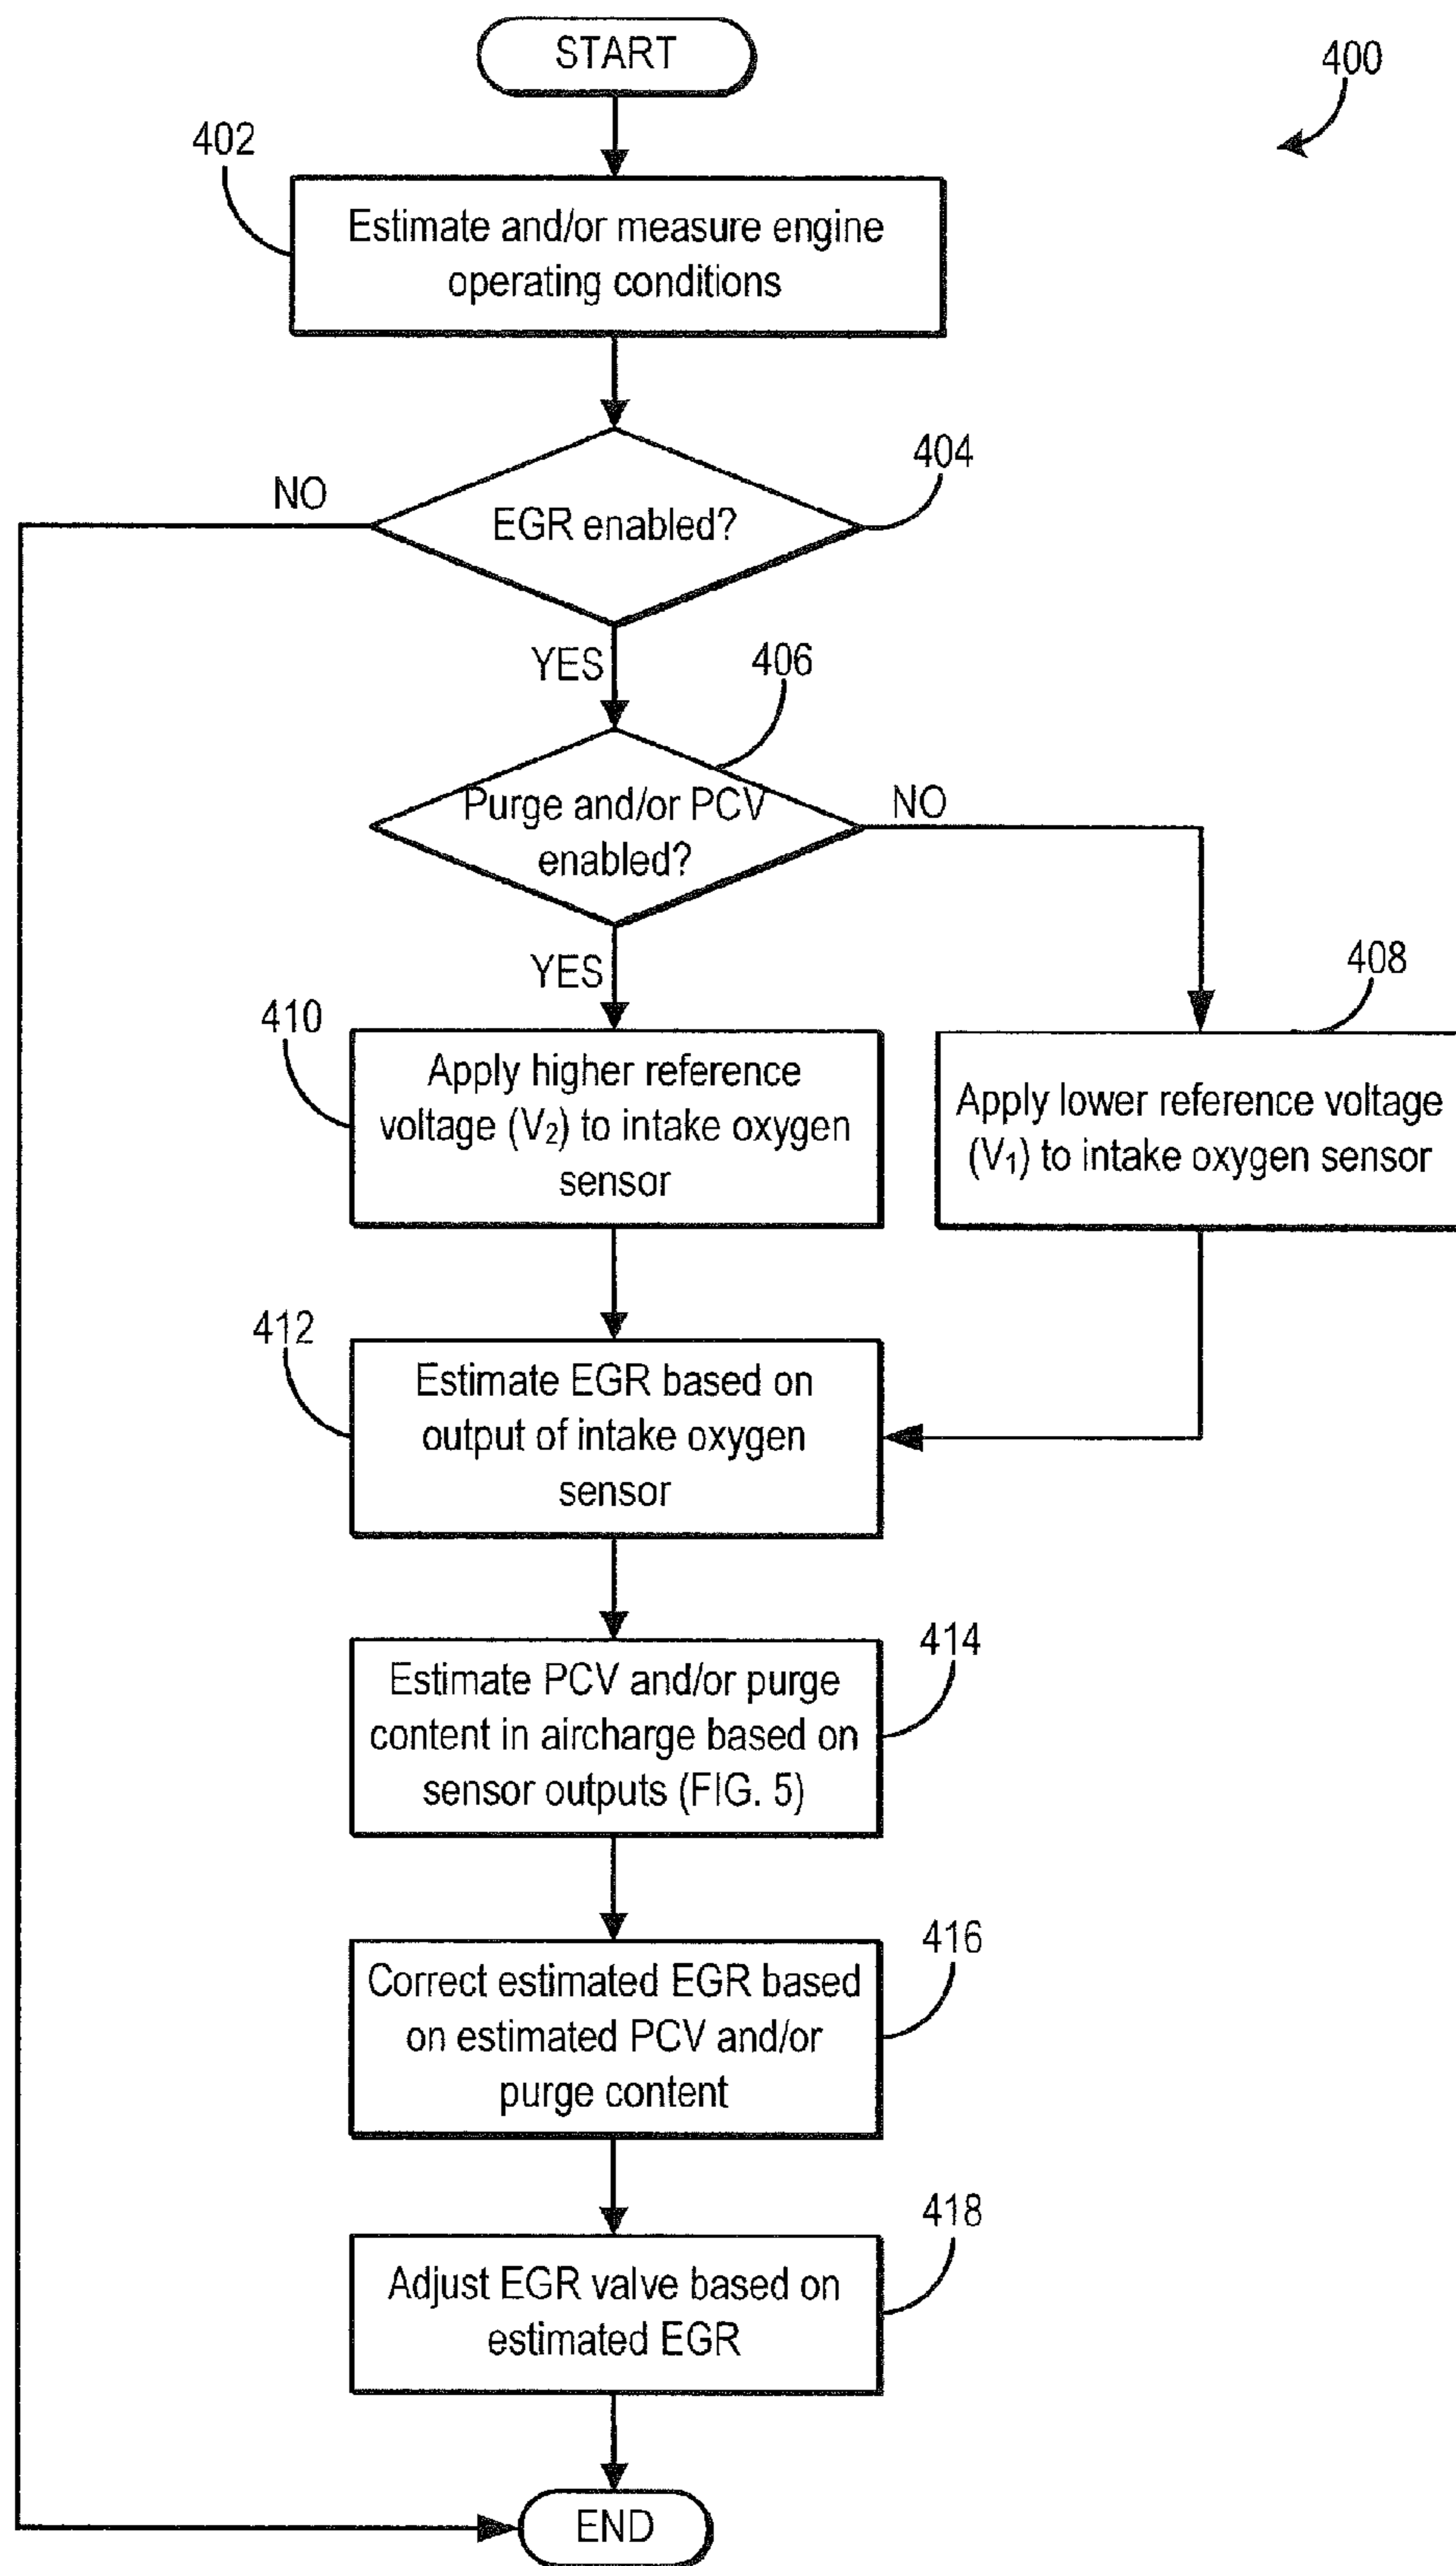 START
400
402
Estimate and/or measure engine
operating conditions
404
NO
EGR enabled?
YES
406
Purge and/or PCV
enabled?
NO
YES
408
410
Apply higher reference
voltage (V₂) to intake oxygen
sensor
Apply lower reference voltage
(V₁) to intake oxygen sensor
412
Estimate EGR based on
output of intake oxygen
sensor
414
Estimate PCV and/or purge
content in aircharge based on
sensor outputs (FIG. 5)
416
Correct estimated EGR based
on estimated PCV and/or
purge content
418
Adjust EGR valve based on
estimated EGR
END